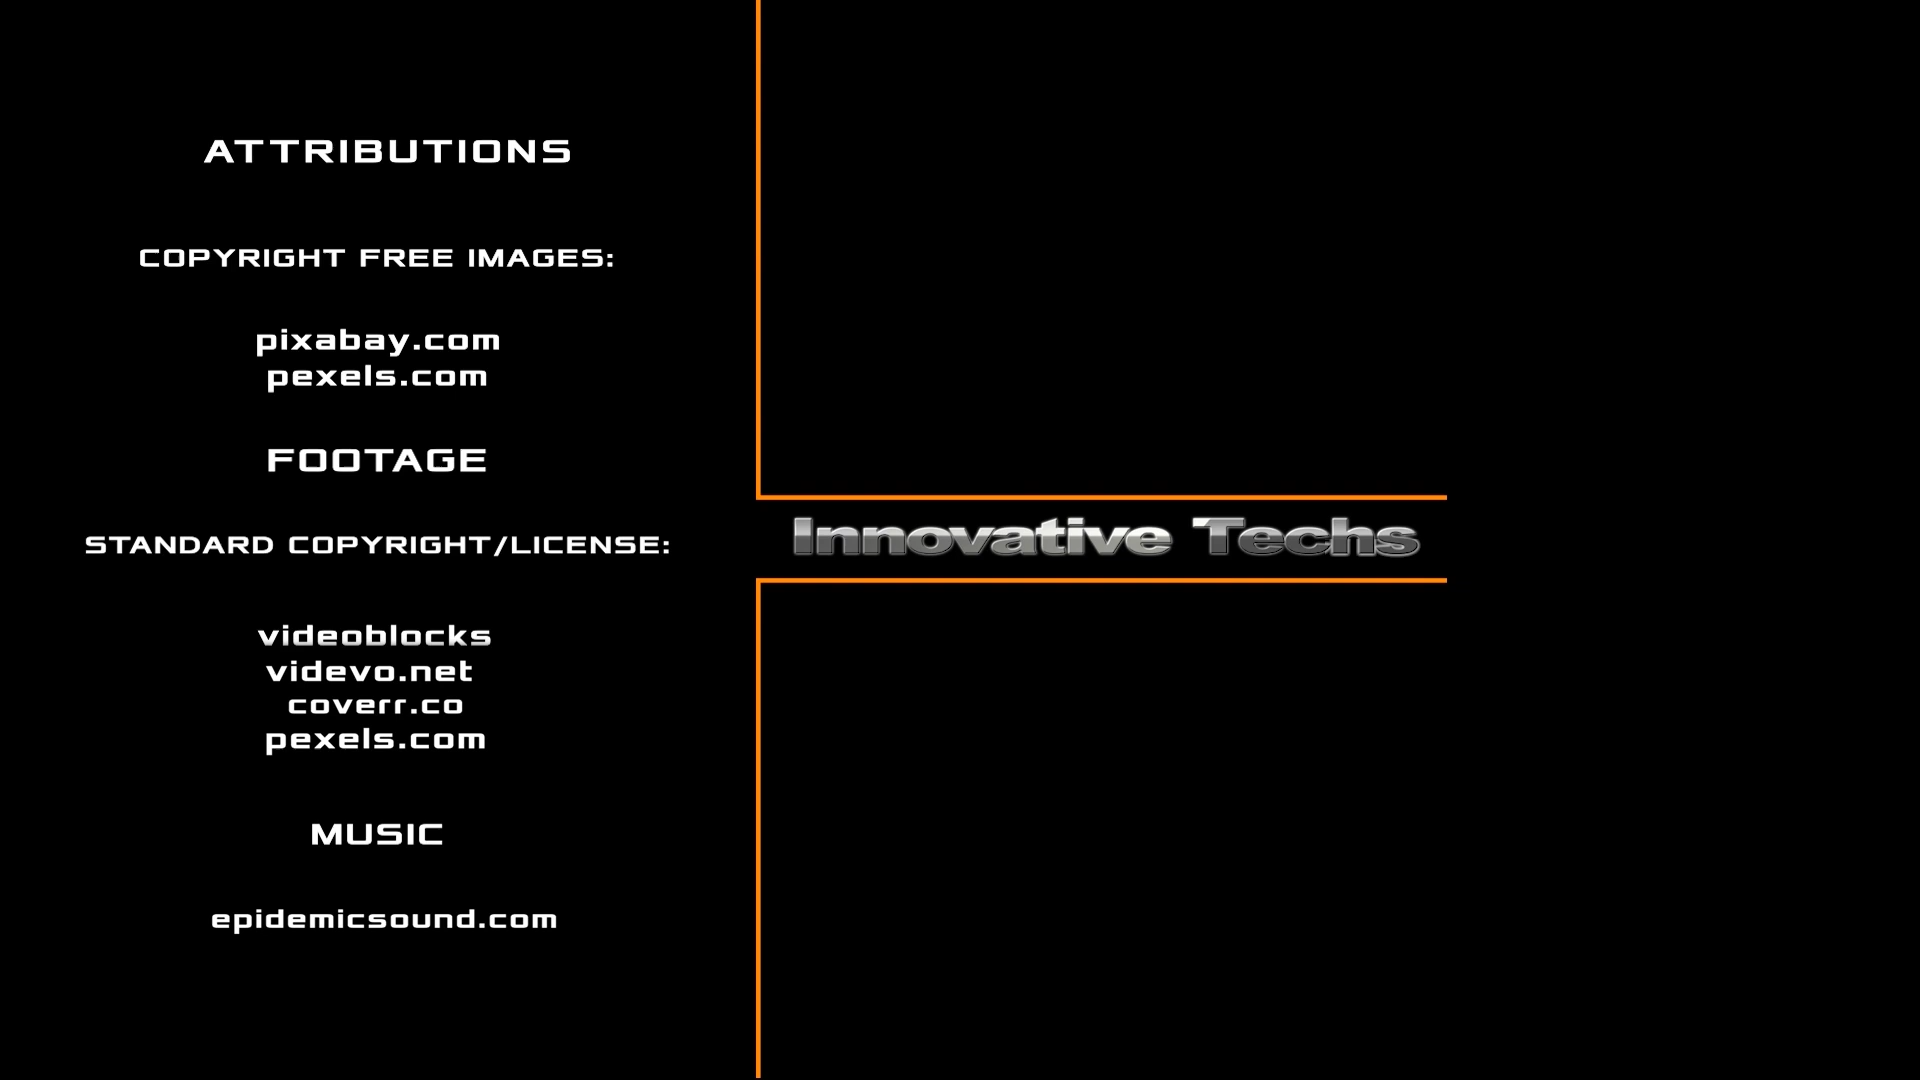 ATTRIBUTIONS
COPYRIGHT FREE IMAGES:
pixabay.com
pexels.com
FOOTAGE
STANDARD COPYRIGHT/LICENSE:
videoblocks
videvo.net
coverr.co
pexels.com
MUSIC
epidemicsound.com
Innovative Techs